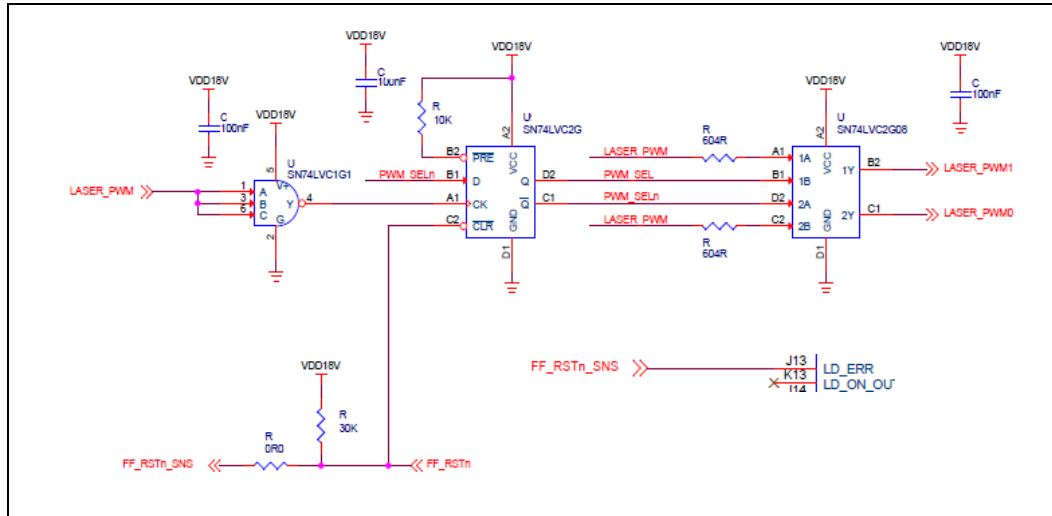 VDD18V
VDD18V
C
100nF
VDD18V
VDD18V
C
100nF
VDD18V
C
100nF
VDD18V
R
10K
U
SN74LVC2G
U
SN74LVC2G08
U
SN74LVC1G1
LASER_PWM
1
3
6
A
B
C
V+
Y
G
5
4
2
B2
B1
A1
C2
PRE
D
CK
CLR
VCC
GND
Q
Q
A2
D1
D2
C1
PWM_SELn
LASER_PWM
R
604R
PWM_SEL
PWM_SELn
LASER_PWM
R
604R
A1
B1
D2
C2
1A
1B
2A
2B
VCC
GND
1Y
2Y
A2
D1
B2
C1
LASER_PWM1
LASER_PWM0
VDD18V
R
30K
R
0R0
FF_RSTn_SNS
FF_RSTn
FF_RSTn_SNS
J13
K13
LD_ERR
LD_ON_OUT